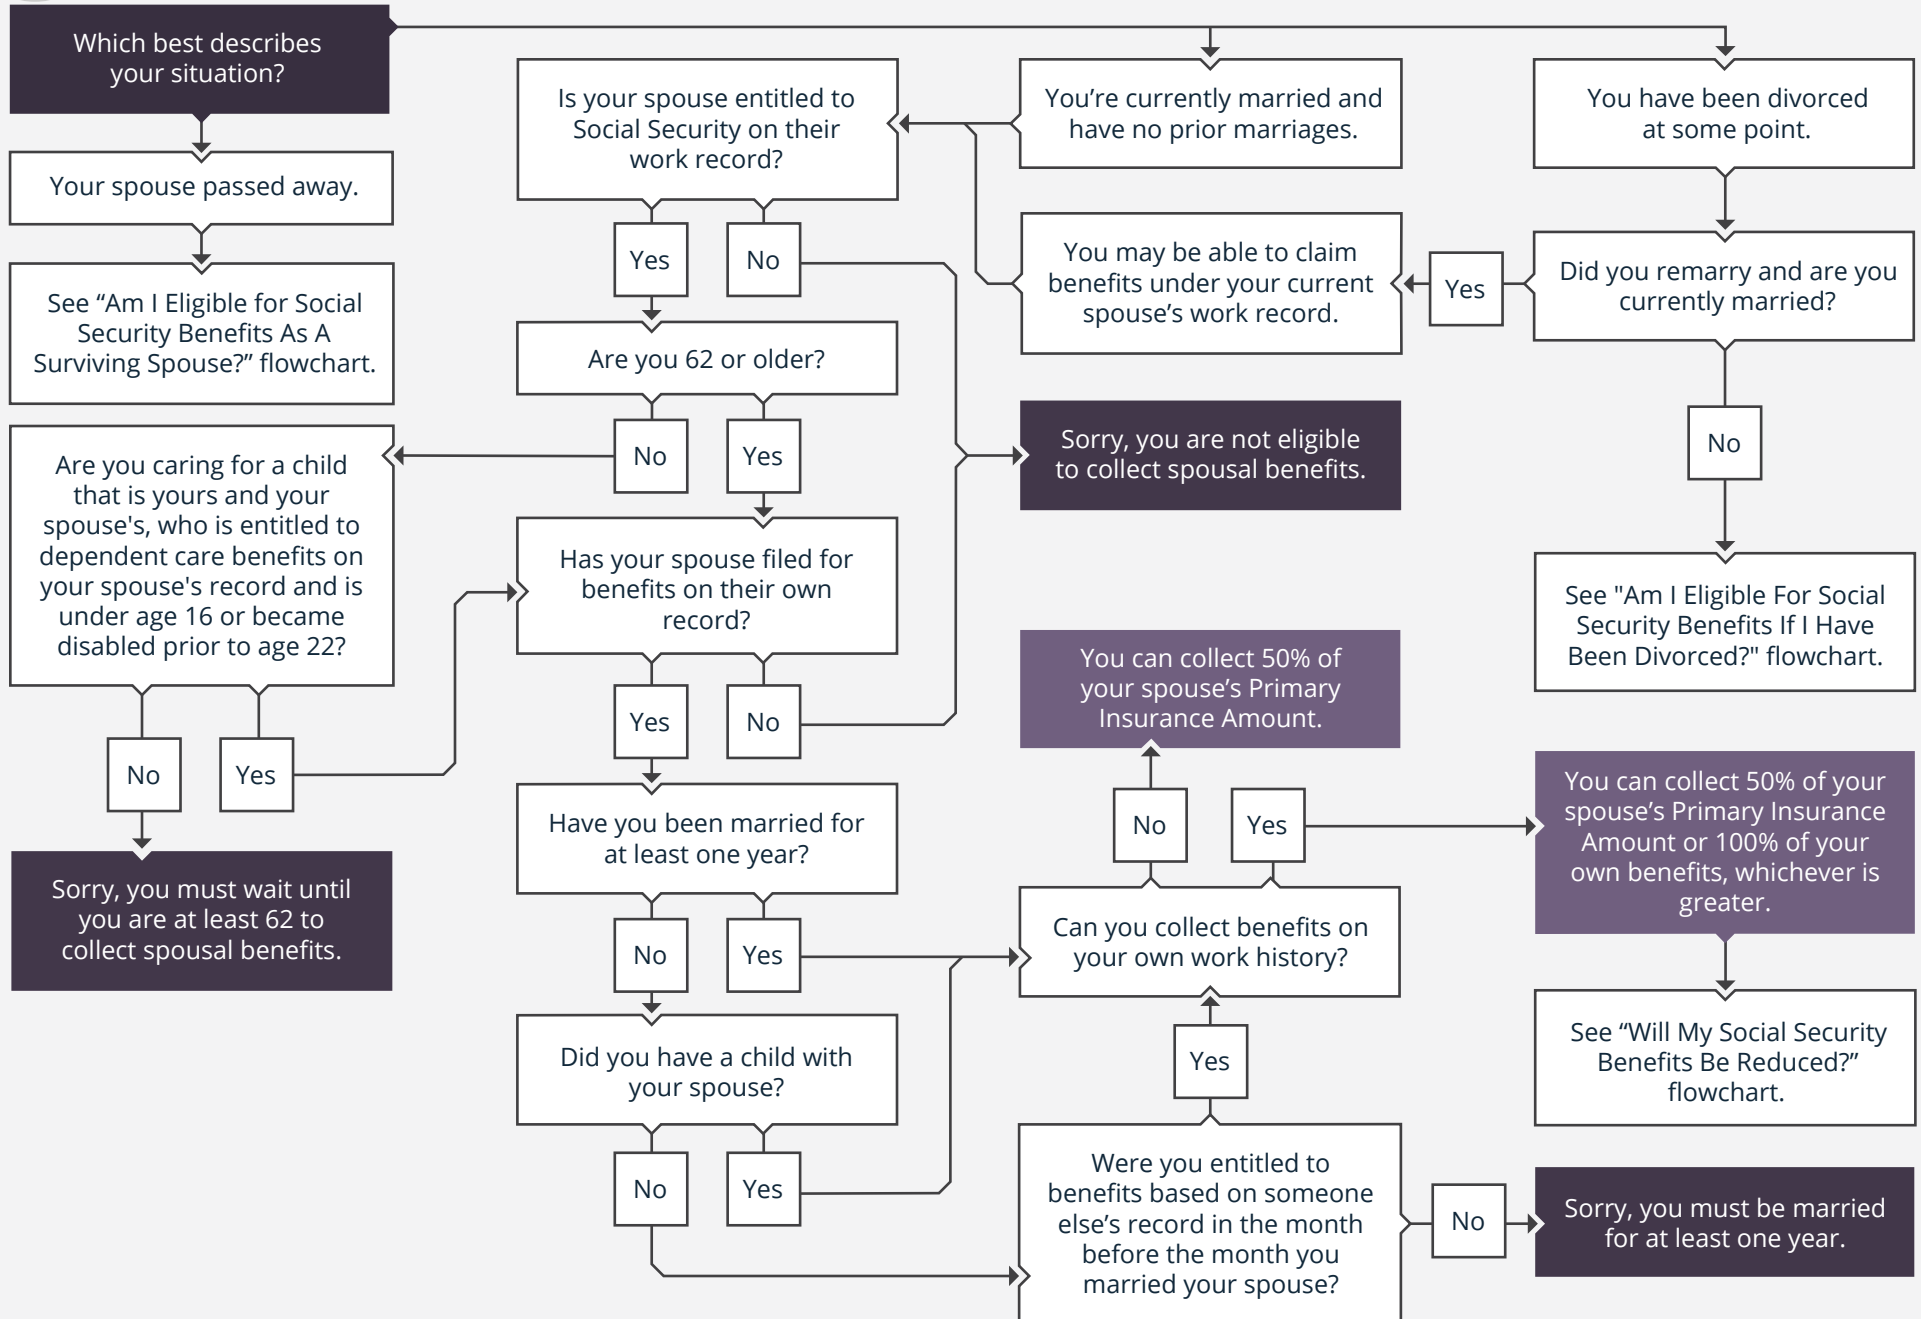 Which best describes
your situation?
Your spouse passed away.
See “Am I Eligible for Social
Security Benefits As A
Surviving Spouse?” flowchart.
You’re currently married and
have no prior marriages.
You have been divorced
at some point.
Did you remarry and are you
currently married?
Yes
No
You may be able to claim
benefits under your current
spouse’s work record.
See "Am I Eligible For Social
Security Benefits If I Have
Been Divorced?" flowchart.
Is your spouse entitled to
Social Security on their
work record?
Yes
No
Are you 62 or older?
No
Yes
Sorry, you are not eligible
to collect spousal benefits.
Are you caring for a child
that is yours and your
spouse's, who is entitled to
dependent care benefits on
your spouse's record and is
under age 16 or became
disabled prior to age 22?
No
Yes
Sorry, you must wait until
you are at least 62 to
collect spousal benefits.
Has your spouse filed for
benefits on their own
record?
Yes
No
Have you been married for
at least one year?
No
Yes
Did you have a child with
your spouse?
No
Yes
Were you entitled to
benefits based on someone
else’s record in the month
before the month you
married your spouse?
Yes
No
Sorry, you must be married
for at least one year.
Can you collect benefits on
your own work history?
No
Yes
You can collect 50% of
your spouse’s Primary
Insurance Amount.
You can collect 50% of your
spouse’s Primary Insurance
Amount or 100% of your
own benefits, whichever is
greater.
See “Will My Social Security
Benefits Be Reduced?”
flowchart.